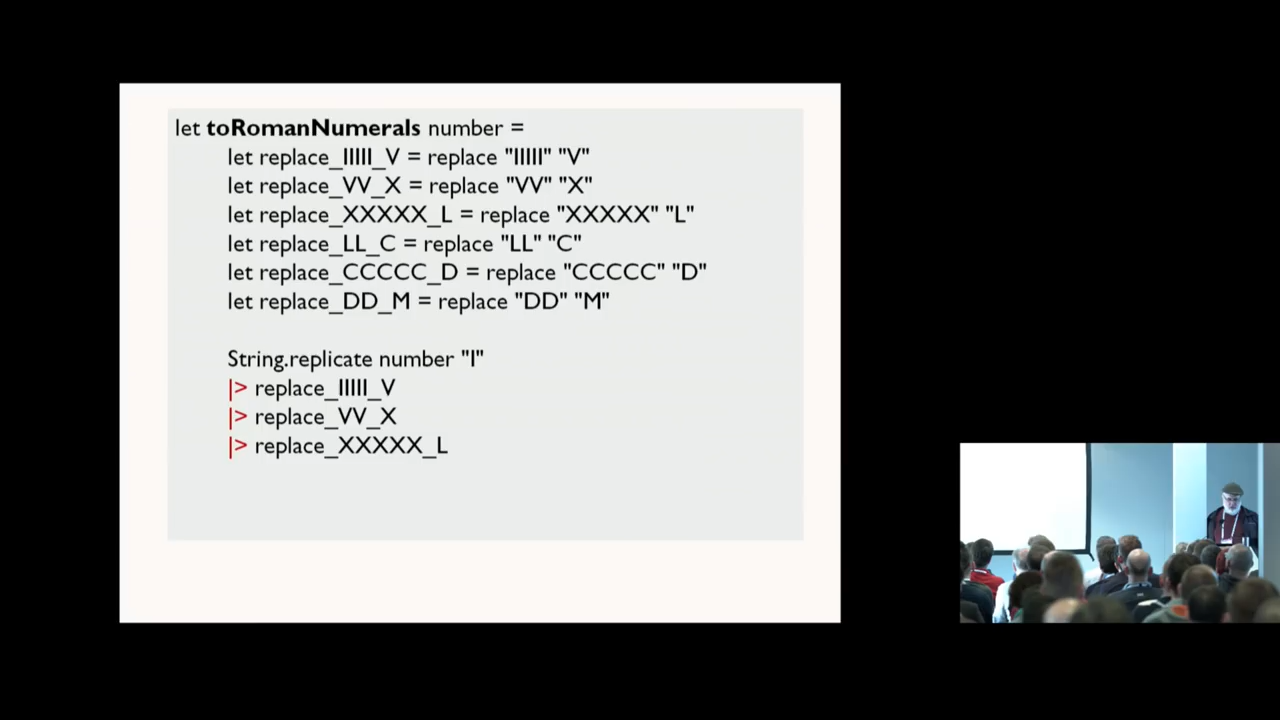 let toRomanNumerals number =
let replace_IIIII_V = replace "IIIII" "V"
let replace_VV_X = replace "VV" "X"
let replace_XXXXX_L = replace "XXXXX" "L"
let replace_LL_C = replace "LL" "C"
let replace_CCCCC_D = replace "CCCCC" "D"
let replace_DD_M = replace "DD" "M"
String.replicate number "I"
|> replace_IIIII_V
|> replace_VV_X
|> replace_XXXXX_L